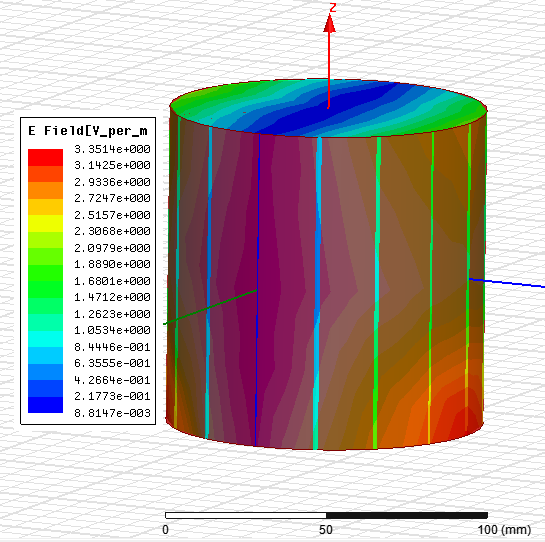 Z
E Field[V_per_m
3.3514e+000
3.1425e+000
2.9336e+000
2.7247e+000
2.5157e+000
2.3068e+000
2.0979e+000
1.8890e+000
1.6801e+000
1.4712e+000
1.2623e+000
1.0534e+000
8.4446e-001
6.3555e-001
4.2664e-001
2.1773e-001
8.8147e-003
0 50 100 (mm)